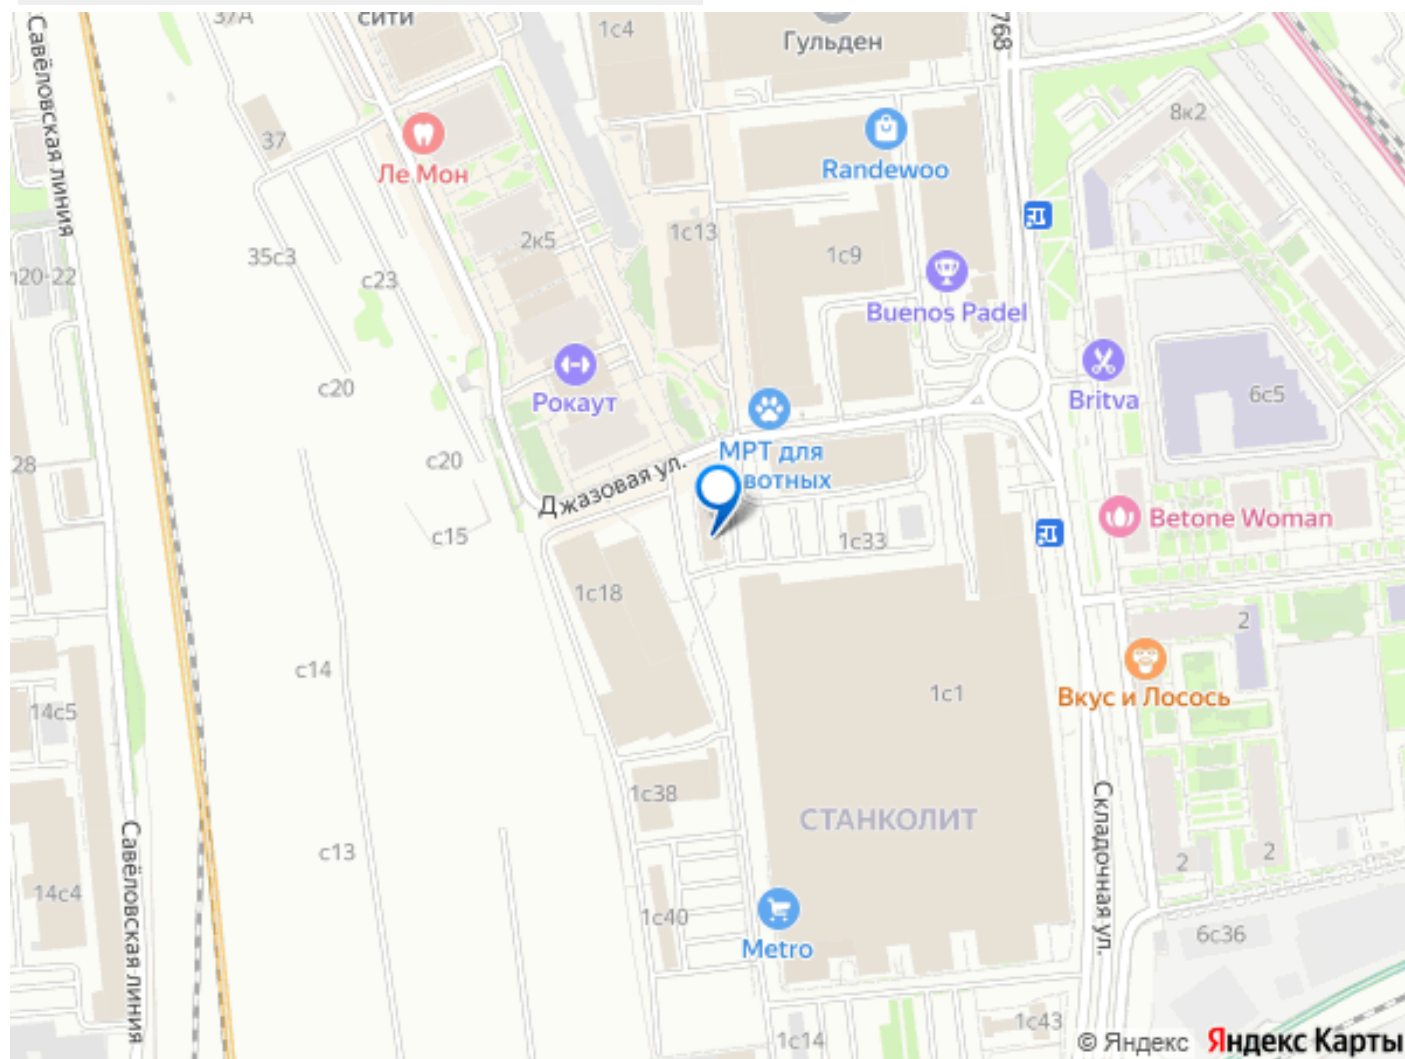 37А
сити
1с4
Гульден
768
Савёловская линия
8к2
37
Ле Мон
Randewoo
2к5
1с13
1с9
35с3
с23
20-22
Buenos Padel
с20
Рокаут
Britva
6с5
МРТ для
28
с20
Джазовая ул.
с15
1с33
Betone Woman
1с18
2
с14
1с1
Вкус и Лосось
14с5
1с38
СТАНКОЛИТ
Складочная ул.
с13
Савёловская линия
2
2
14с4
1с40
Metro
6с36
1с43
1с14
© Яндекс Яндекс Карты